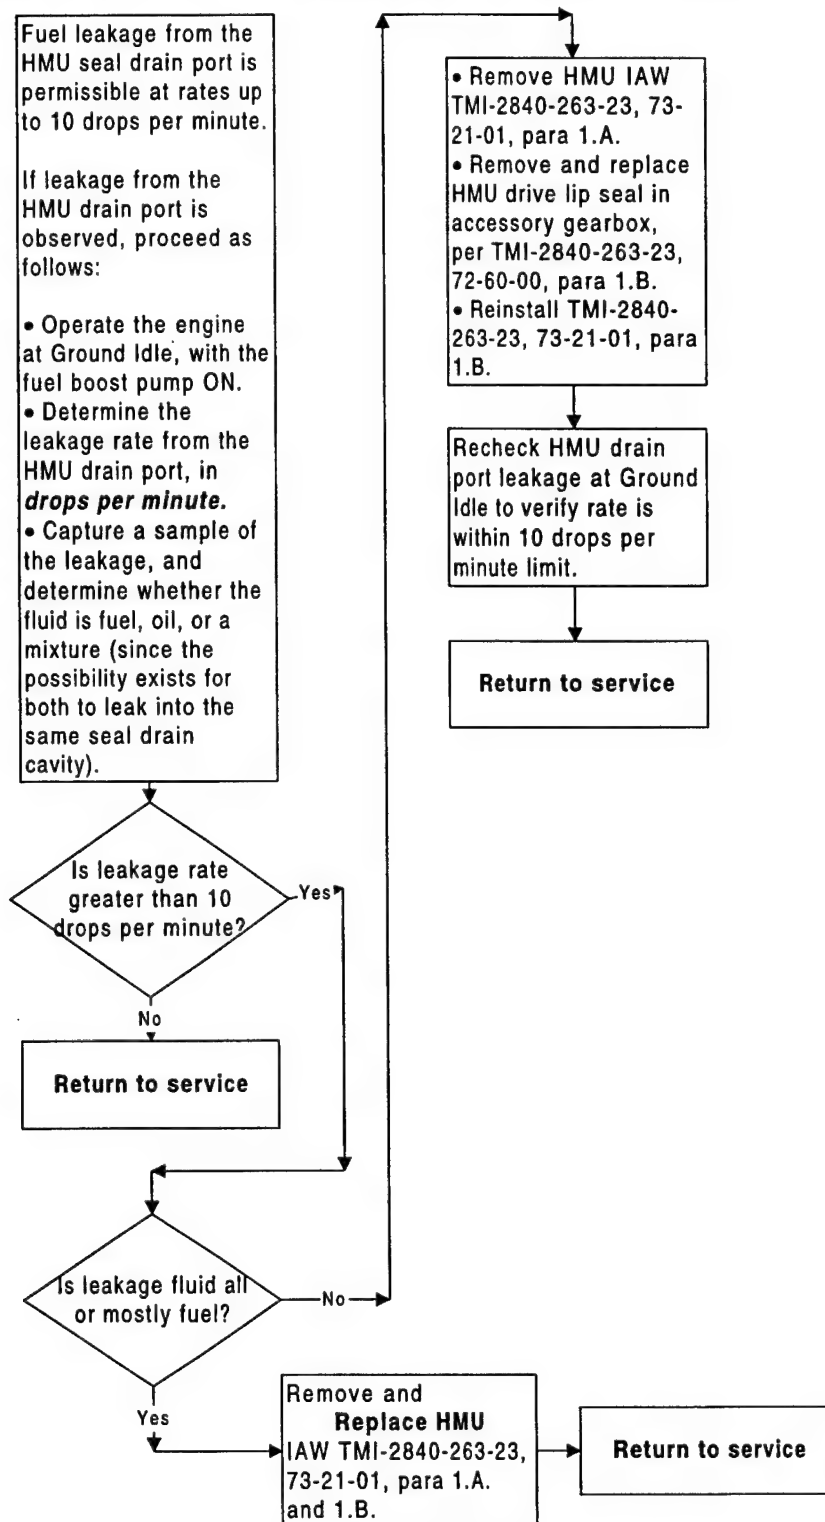 Fuel leakage from the
HMU seal drain port is
permissible at rates up
to 10 drops per minute.
If leakage from the
HMU drain port is
observed, proceed as
follows:
• Operate the engine
at Ground Idle, with the
fuel boost pump ON.
• Determine the
leakage rate from the
HMU drain port, in
drops per minute.
• Capture a sample of
the leakage, and
determine whether the
fluid is fuel, oil, or a
mixture (since the
possibility exists for
both to leak into the
same seal drain
cavity).
Is leakage rate
greater than 10
drops per minute?
Yes
No
Return to service
Is leakage fluid all
or mostly fuel?
No
Yes
Remove and
Replace HMU
IAW TMI-2840-263-23,
73-21-01, para 1.A.
and 1.B.
Return to service
• Remove HMU IAW
TMI-2840-263-23, 73-
21-01, para 1.A.
• Remove and replace
HMU drive lip seal in
accessory gearbox,
per TMI-2840-263-23,
72-60-00, para 1.B.
• Reinstall TMI-2840-
263-23, 73-21-01, para
1.B.
Recheck HMU drain
port leakage at Ground
Idle to verify rate is
within 10 drops per
minute limit.
Return to service